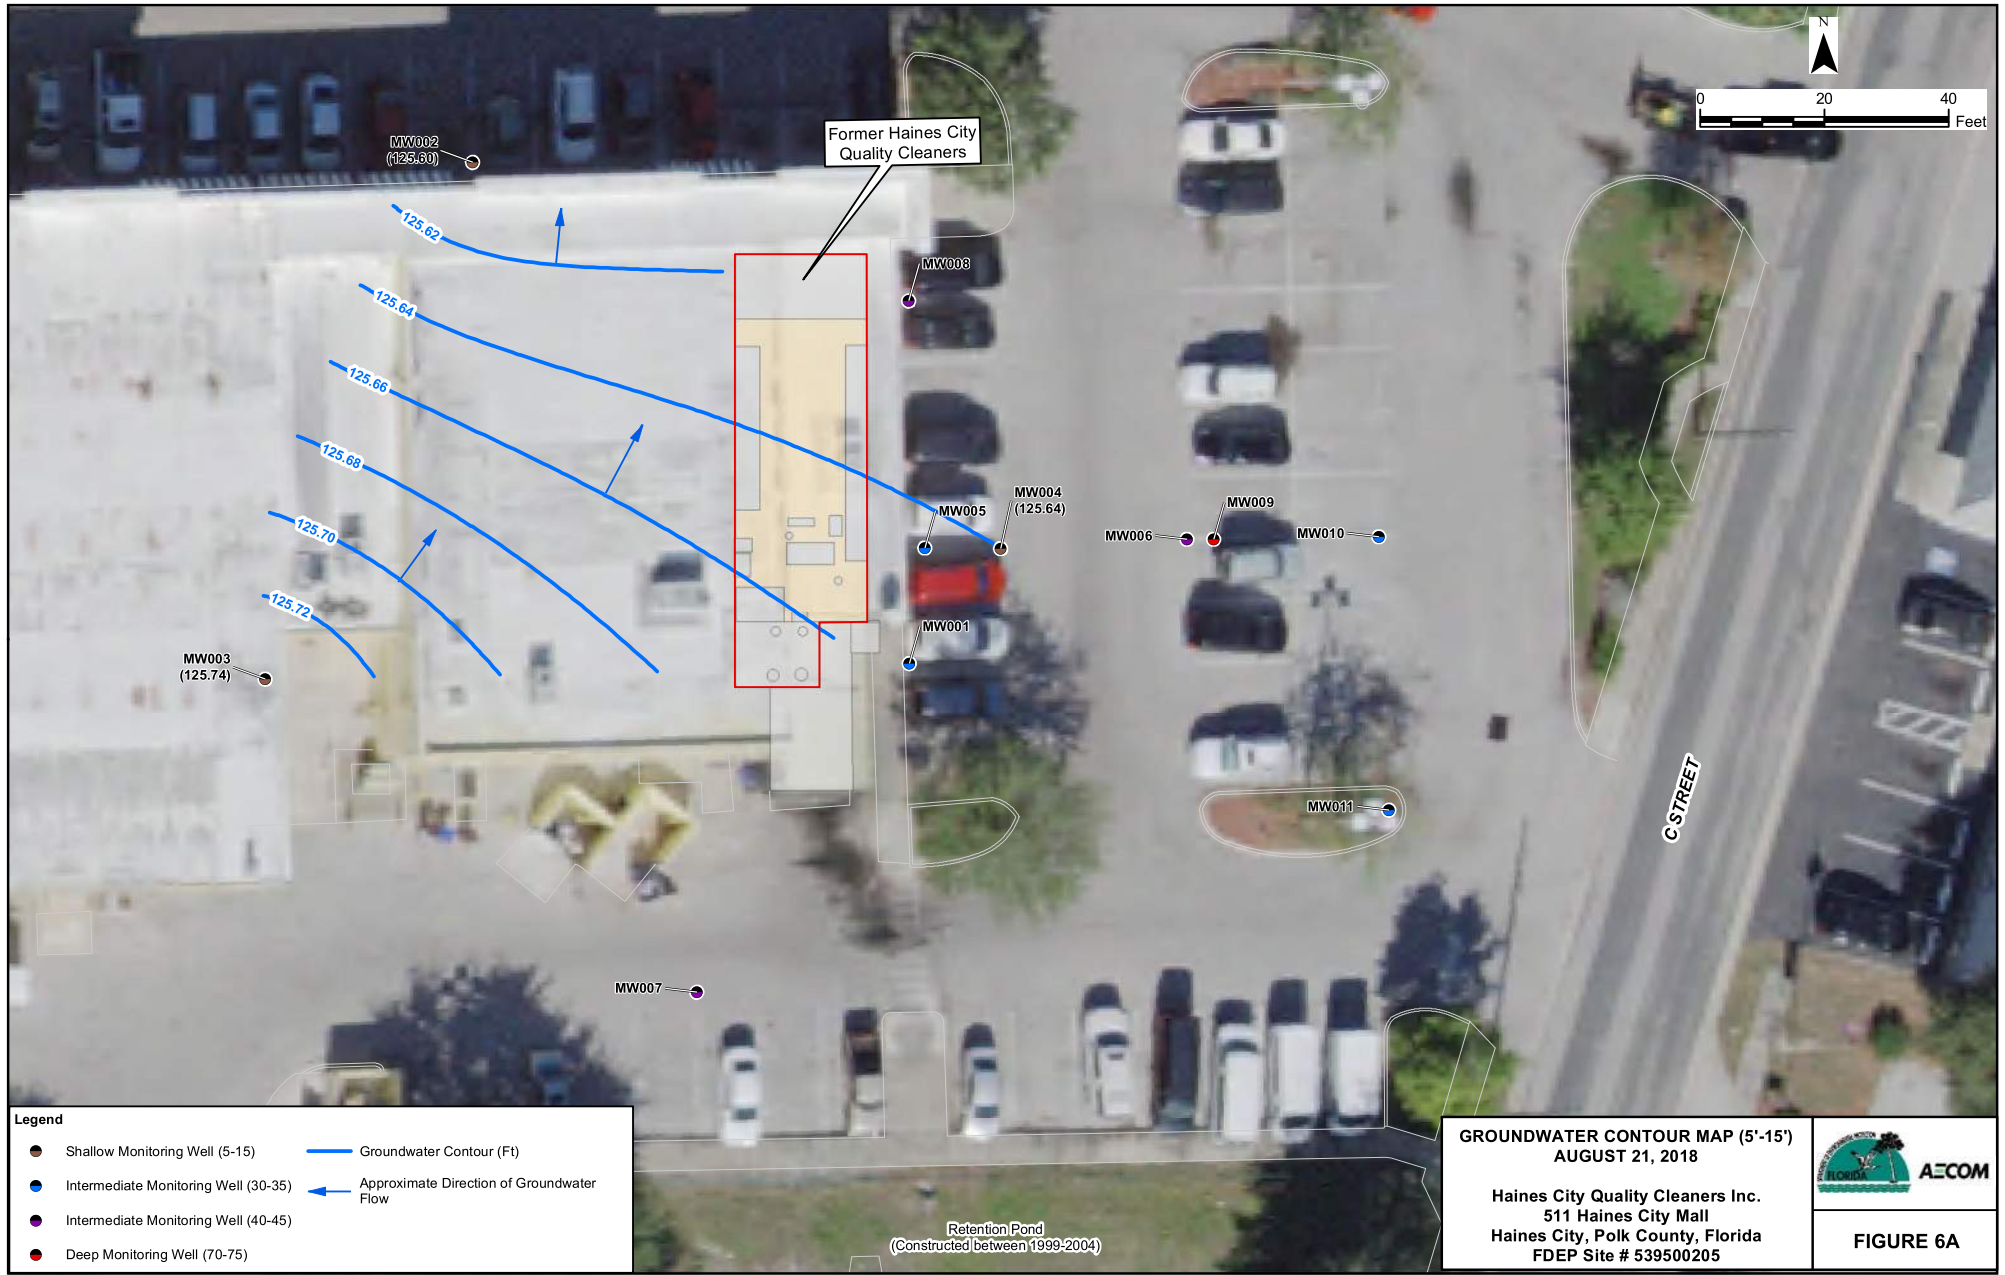 N
0 20 40
Feet
MW002
(125.60)
Former Haines City
Quality Cleaners
125.62
125.64
125.66
125.68
125.70
125.72
MW008
MW005
MW004
(125.64)
MW006
MW009
MW010
MW001
MW003
(125.74)
MW011
C STREET
MW007
Legend
Shallow Monitoring Well (5-15)
Intermediate Monitoring Well (30-35)
Intermediate Monitoring Well (40-45)
Deep Monitoring Well (70-75)
Groundwater Contour (Ft)
Approximate Direction of Groundwater
Flow
Retention Pond
(Constructed between 1999-2004)
GROUNDWATER CONTOUR MAP (5'-15')
AUGUST 21, 2018
Haines City Quality Cleaners Inc.
511 Haines City Mall
Haines City, Polk County, Florida
FDEP Site # 539500205
FLORIDA
AECOM
FIGURE 6A